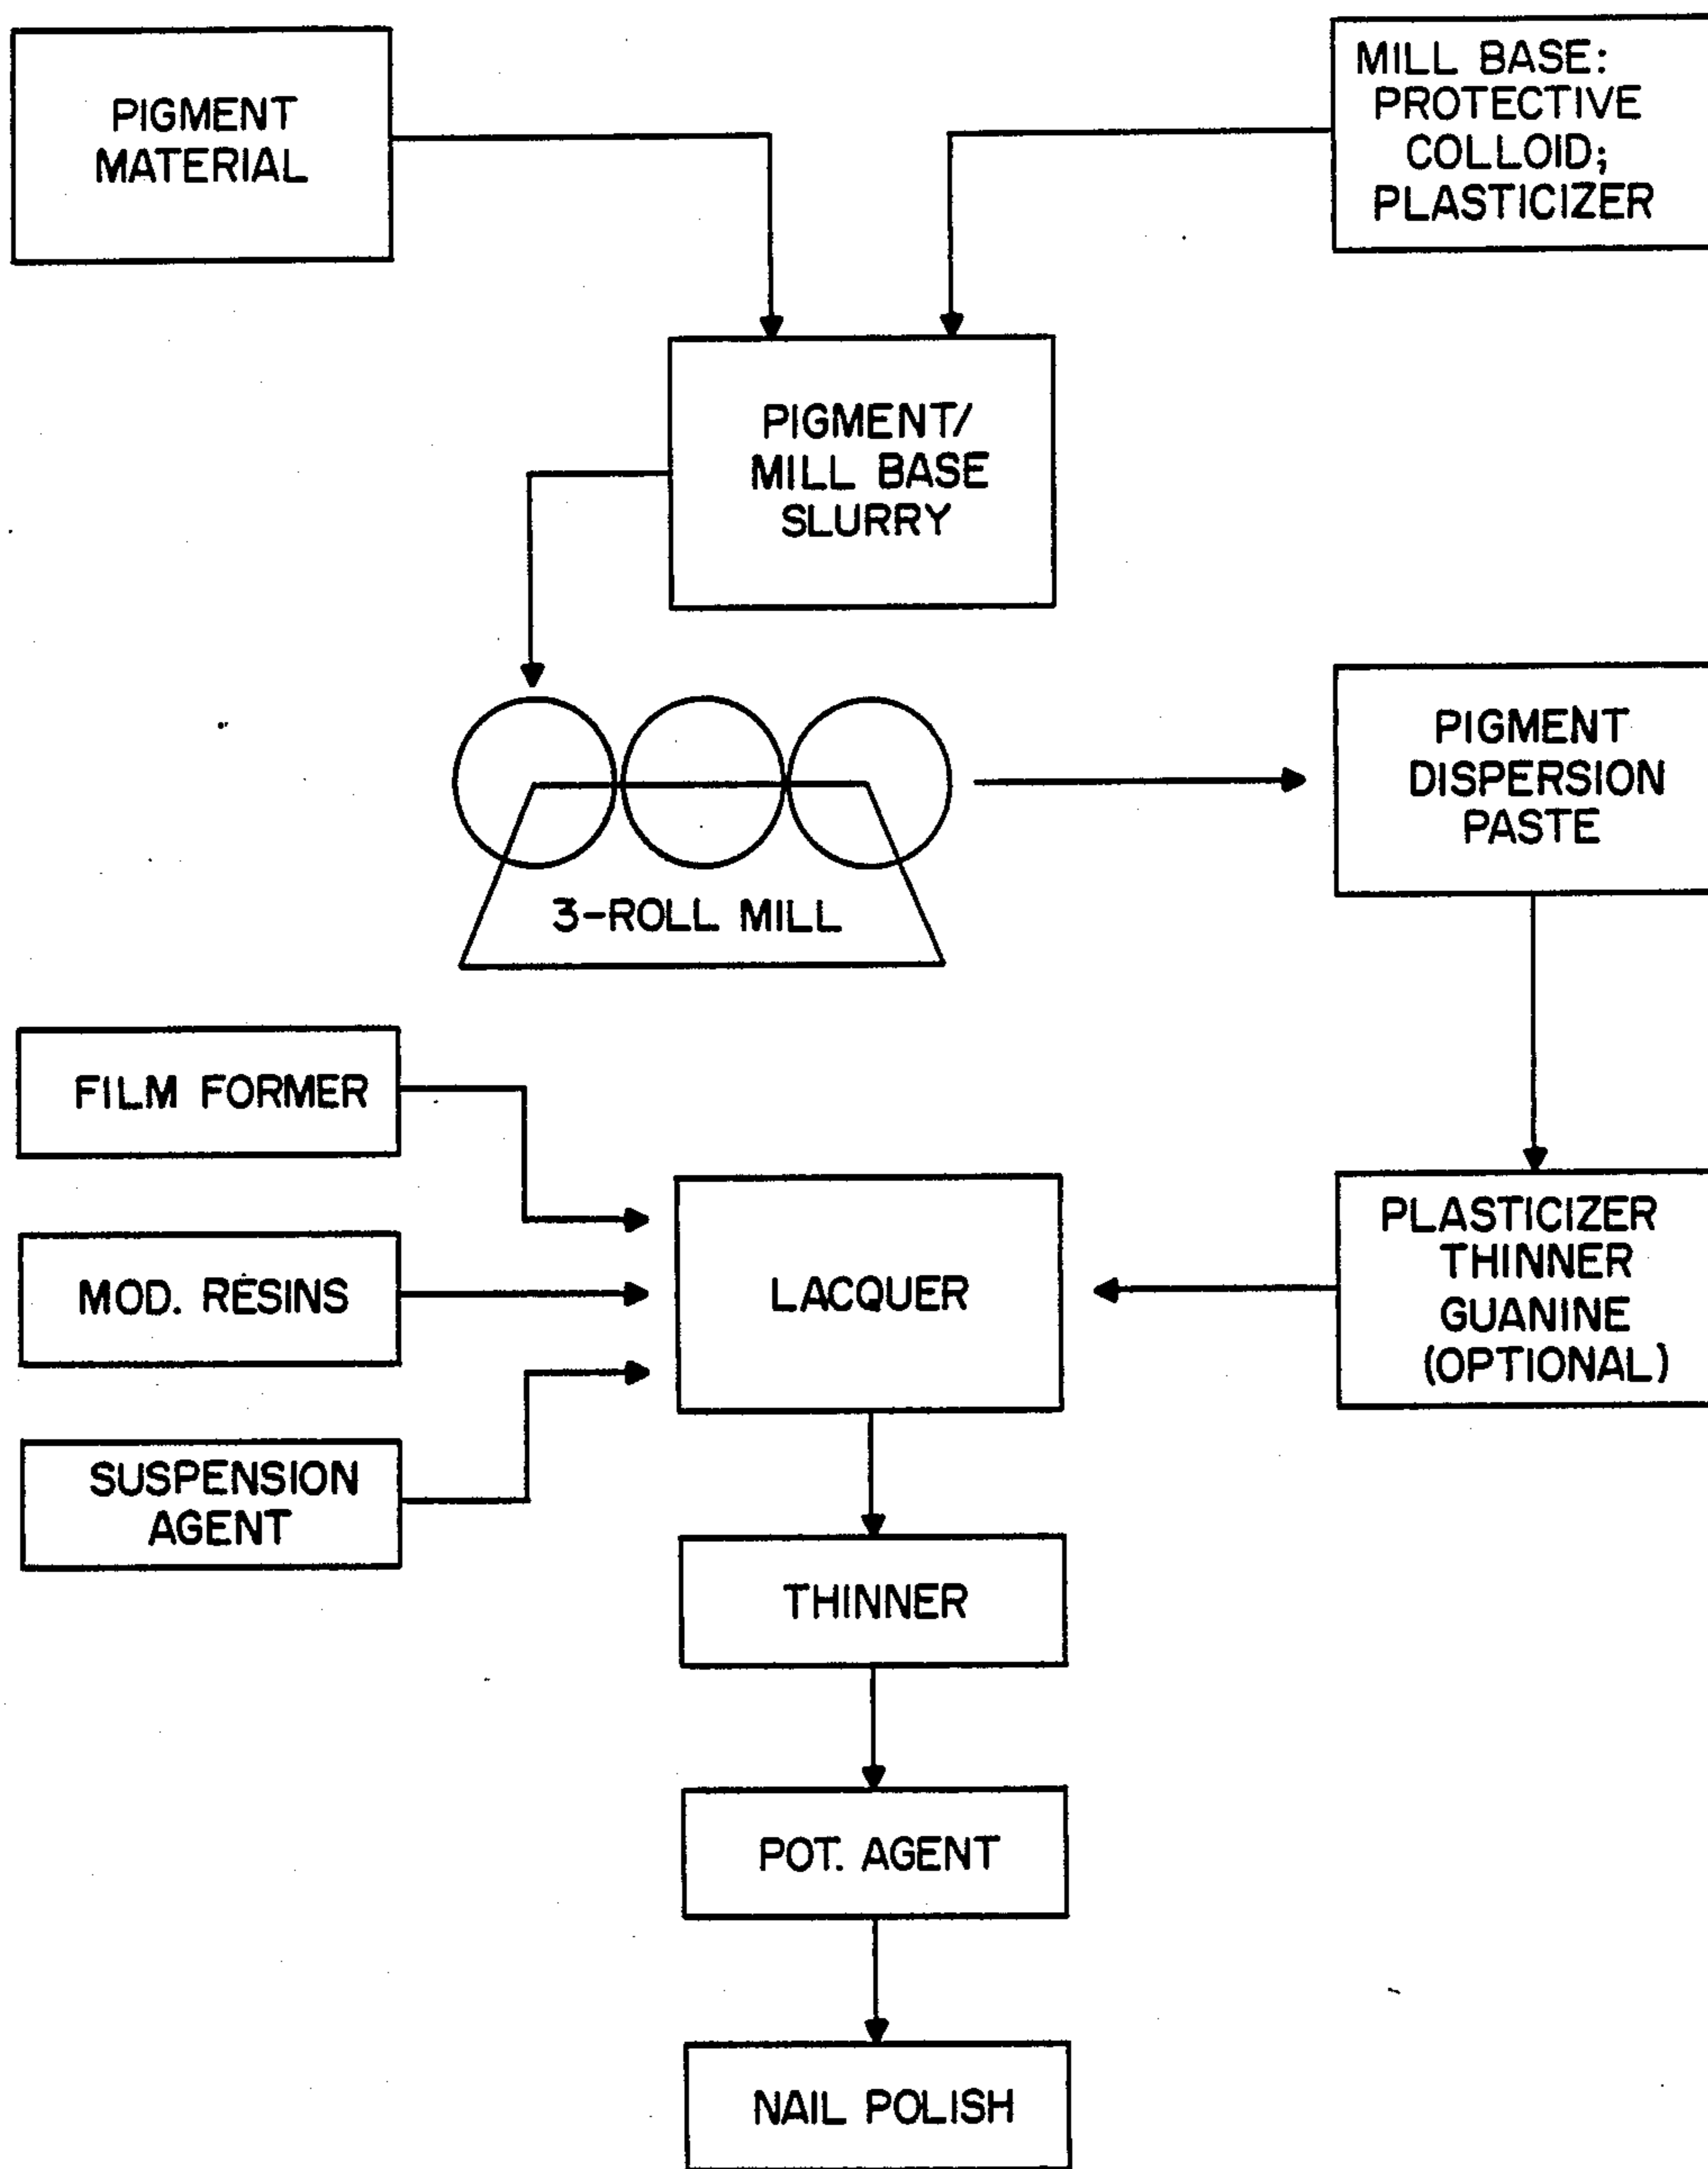 PIGMENT
MATERIAL
MILL BASE:
PROTECTIVE
COLLOID;
PLASTICIZER
PIGMENT/
MILL BASE
SLURRY
3-ROLL MILL
PIGMENT
DISPERSION
PASTE
FILM FORMER
MOD. RESINS
SUSPENSION
AGENT
LACQUER
PLASTICIZER
THINNER
GUANINE
(OPTIONAL)
THINNER
POT. AGENT
NAIL POLISH